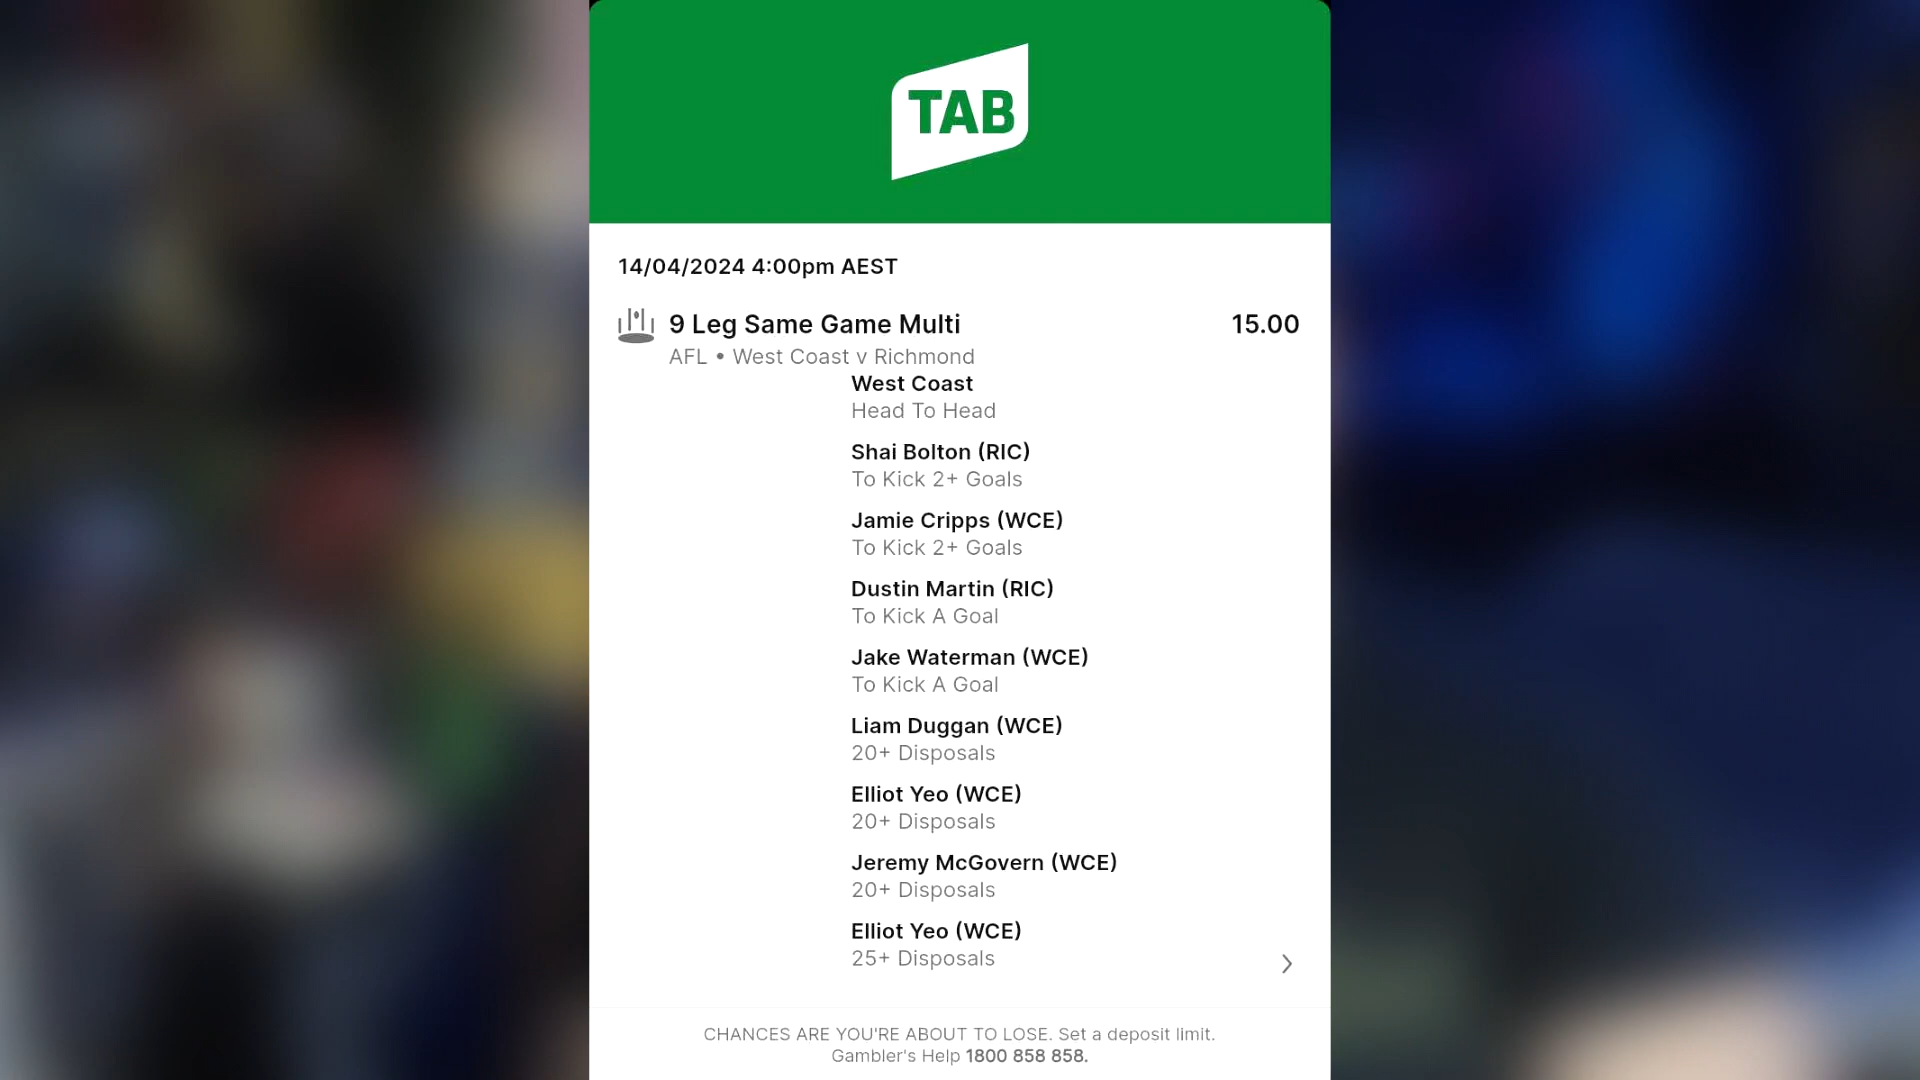 TAB
14/04/2024 4:00pm AEST
9 Leg Same Game Multi 15.00
AFL • West Coast v Richmond
West Coast
Head To Head
Shai Bolton (RIC)
To Kick 2+ Goals
Jamie Cripps (WCE)
To Kick 2+ Goals
Dustin Martin (RIC)
To Kick A Goal
Jake Waterman (WCE)
To Kick A Goal
Liam Duggan (WCE)
20+ Disposals
Elliot Yeo (WCE)
20+ Disposals
Jeremy McGovern (WCE)
20+ Disposals
Elliot Yeo (WCE)
25+ Disposals
CHANCES ARE YOU'RE ABOUT TO LOSE. Set a deposit limit.
Gambler's Help 1800 858 858.